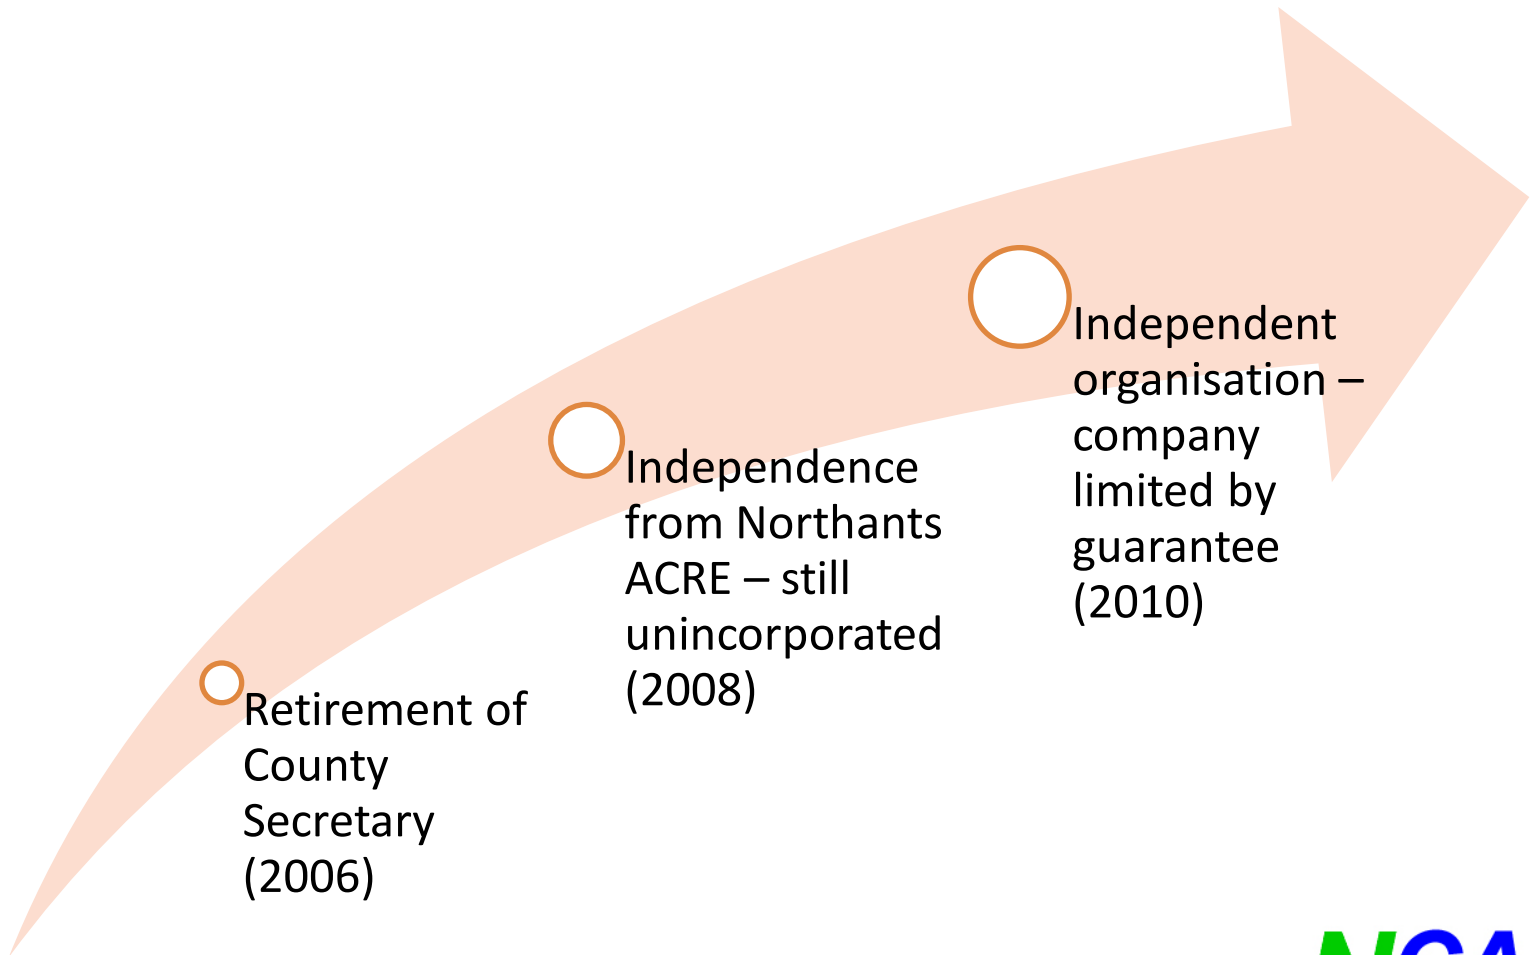 Independent
organisation –
company
limited by
guarantee
(2010)
Independence
from Northants
ACRE – still
unincorporated
(2008)
Retirement of
County
Secretary
(2006)